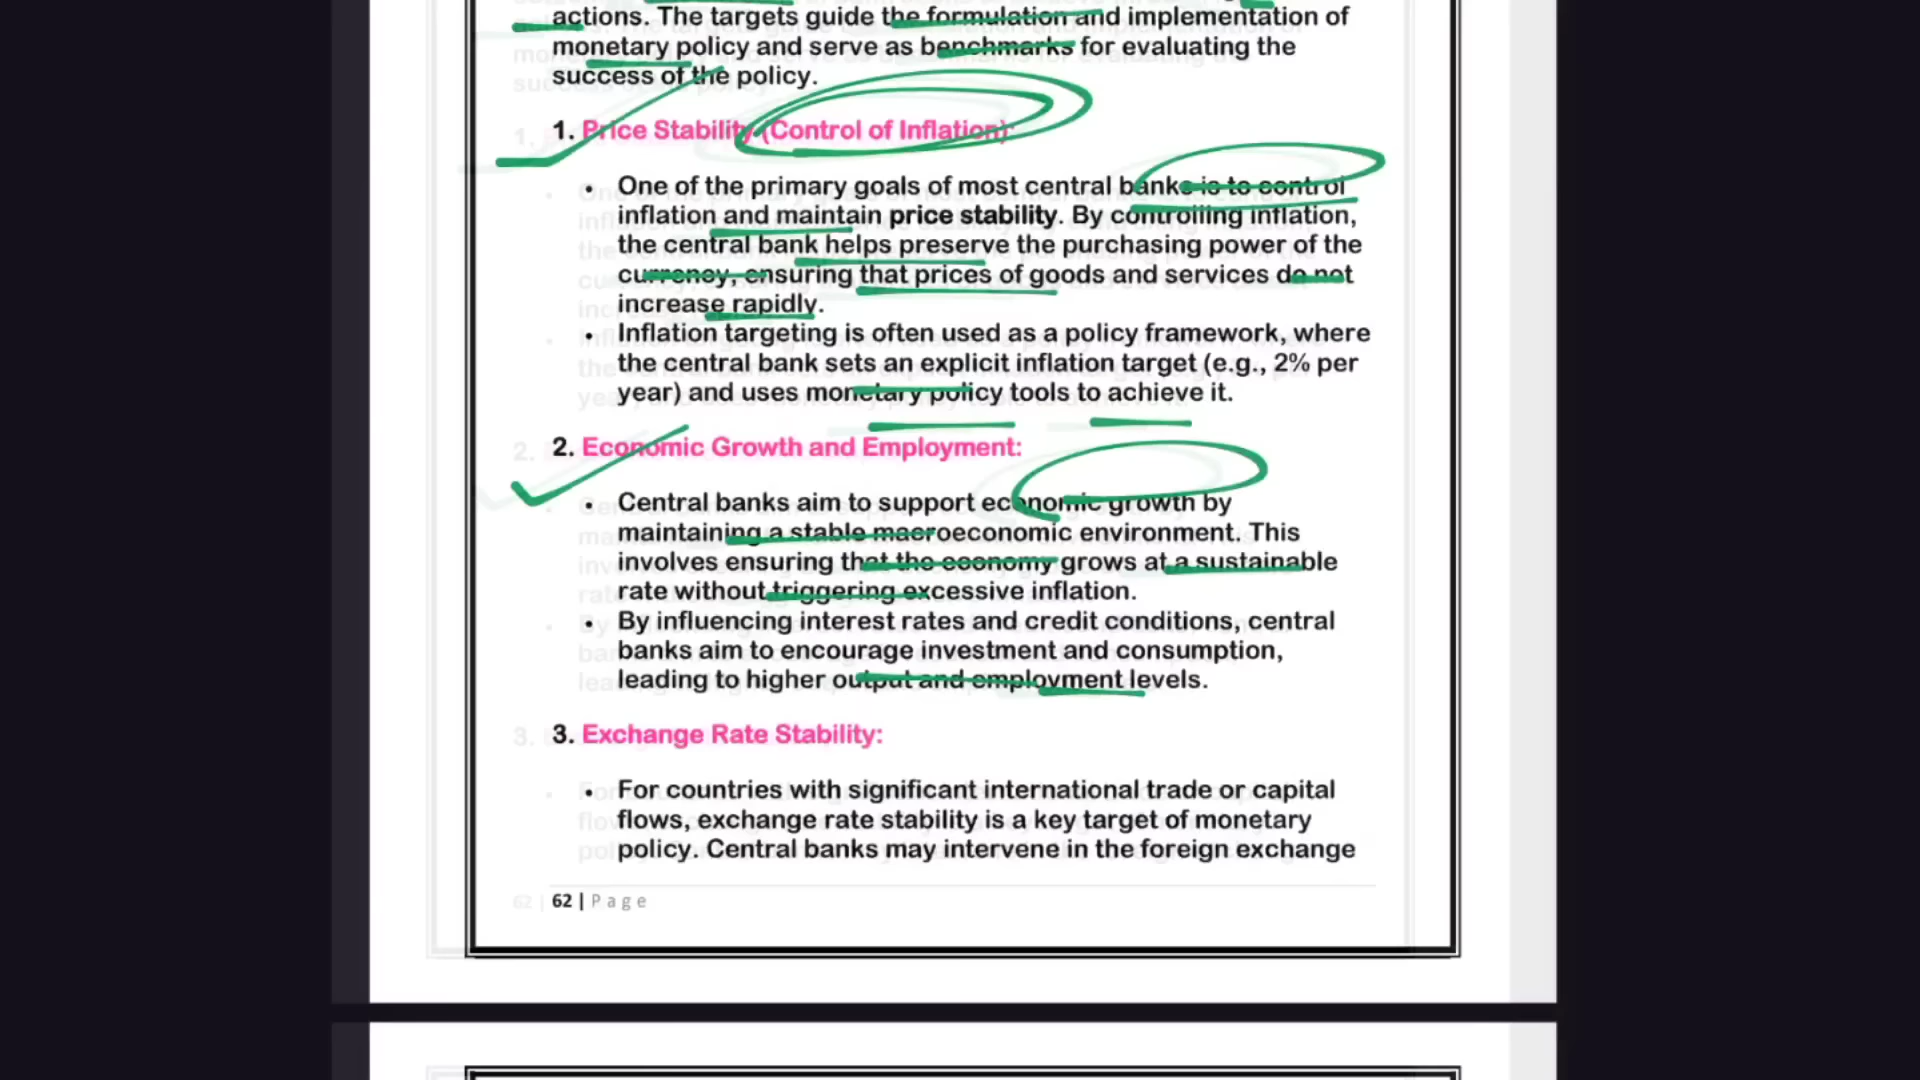 actions. The targets guide the formulation and implementation of
monetary policy and serve as benchmarks for evaluating the
success of the policy.
1. Price Stability (Control of Inflation):
• One of the primary goals of most central banks is to control
inflation and maintain price stability. By controlling inflation,
the central bank helps preserve the purchasing power of the
currency, ensuring that prices of goods and services do not
increase rapidly.
• Inflation targeting is often used as a policy framework, where
the central bank sets an explicit inflation target (e.g., 2% per
year) and uses monetary policy tools to achieve it.
2. Economic Growth and Employment:
• Central banks aim to support economic growth by
maintaining a stable macroeconomic environment. This
involves ensuring that the economy grows at a sustainable
rate without triggering excessive inflation.
• By influencing interest rates and credit conditions, central
banks aim to encourage investment and consumption,
leading to higher output and employment levels.
3. Exchange Rate Stability:
• For countries with significant international trade or capital
flows, exchange rate stability is a key target of monetary
policy. Central banks may intervene in the foreign exchange
62 | Page